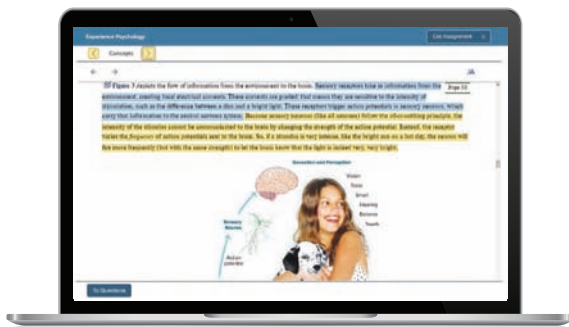 Experience Psychology
List Assignment
Concepts
Figure 3 depicts the flow of information from the environment to the brain. Sensory receptors take in information from the
Page 88
environment, creating local electrical currents. These currents are graded; that means they are sensitive to the intensity of
stimulation, such as the difference between a dim and a bright light. These receptors trigger action potentials in sensory neurons, which
carry that information to the central nervous system. Because sensory neurons (like all neurons) follow the all-or-nothing principle, the
intensity of the stimulus cannot be communicated to the brain by changing the strength of the action potential. Instead, the receptor
varies the frequency of action potentials sent to the brain. So, if a stimulus is very intense, like the bright sun on a hot day, the neuron will
fire more frequently (but with the same strength) to let the brain know that the light is indeed very, very bright.
Sensation and Perception
Vision
Taste
Smell
Hearing
Balance
Touch
Sensory
Neurons
Action
potential
To Questions